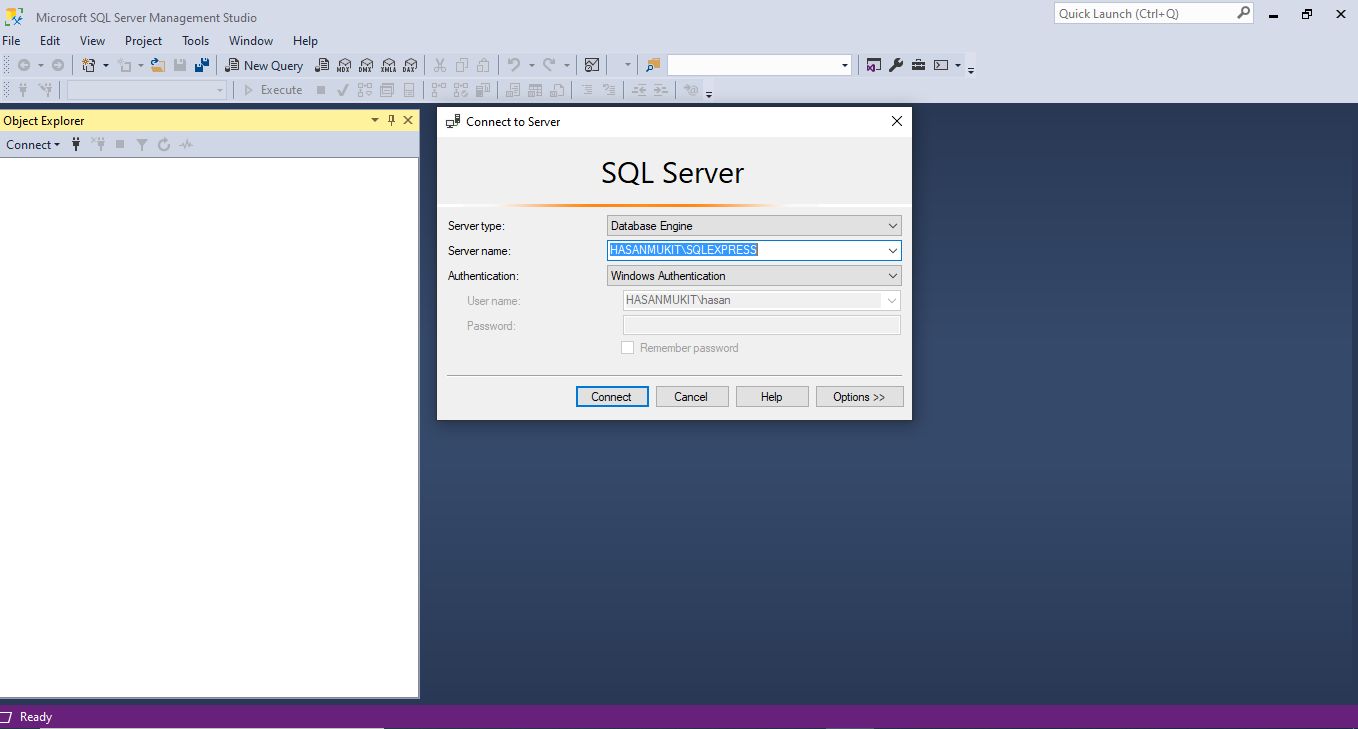 Microsoft SQL Server Management Studio
Quick Launch (Ctrl+Q)
File Edit View Project Tools Window Help
New Query MDX DMX XMLA DAX
Execute
Object Explorer
Connect
Connect to Server
SQL Server
Server type: Database Engine
Server name: HASANMUKIT\SQLEXPRESS
Authentication: Windows Authentication
User name: HASANMUKIT\hasan
Password:
Remember password
Connect Cancel Help Options >>
Ready